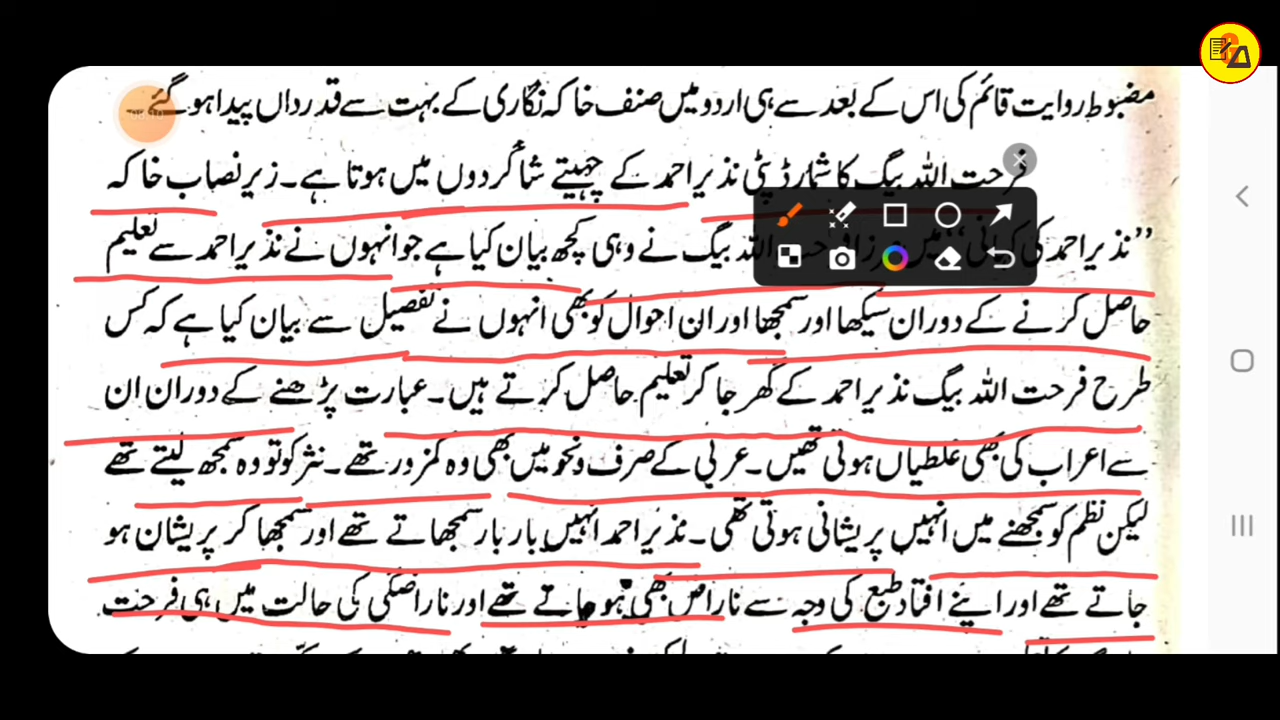 مضبوط روایت قائم کی اس کے بعد سے ہی اردو میں صنف خاکہ نگاری کے بہت سے قدرداں پیدا ہو گئے۔
فرحت اللہ بیگ کا شمار ڈپٹی نذیر احمد کے چہیتے شاگردوں میں ہوتا ہے۔ زیر نصاب خاکہ
’’نذیر احمد کی کہانی‘‘ میں اللہ بیگ نے وہی کچھ بیان کیا ہے جو انہوں نے نذیر احمد سے تعلیم
حاصل کرنے کے دوران سیکھا اور سمجھا اور ان احوال کو بھی انہوں نے تفصیل سے بیان کیا ہے کہ کس
طرح فرحت اللہ بیگ نذیر احمد کے گھر جا کر تعلیم حاصل کرتے ہیں۔ عبارت پڑھنے کے دوران ان
سے اعراب کی بھی غلطیاں ہوتی تھیں۔ عربی کے صرف و نحو میں بھی وہ کمزور تھے۔ نثر کو تو وہ سمجھ لیتے تھے
لیکن نظم کو سمجھنے میں انہیں پریشانی ہوتی تھی۔ نذیر احمد انہیں بار بار سمجھاتے تھے اور سمجھا کر پریشان ہو
جاتے تھے اور اپنے افتاد طبع کی وجہ سے ناراض بھی ہو جاتے تھے اور ناراضگی کی حالت میں ہی فرحت